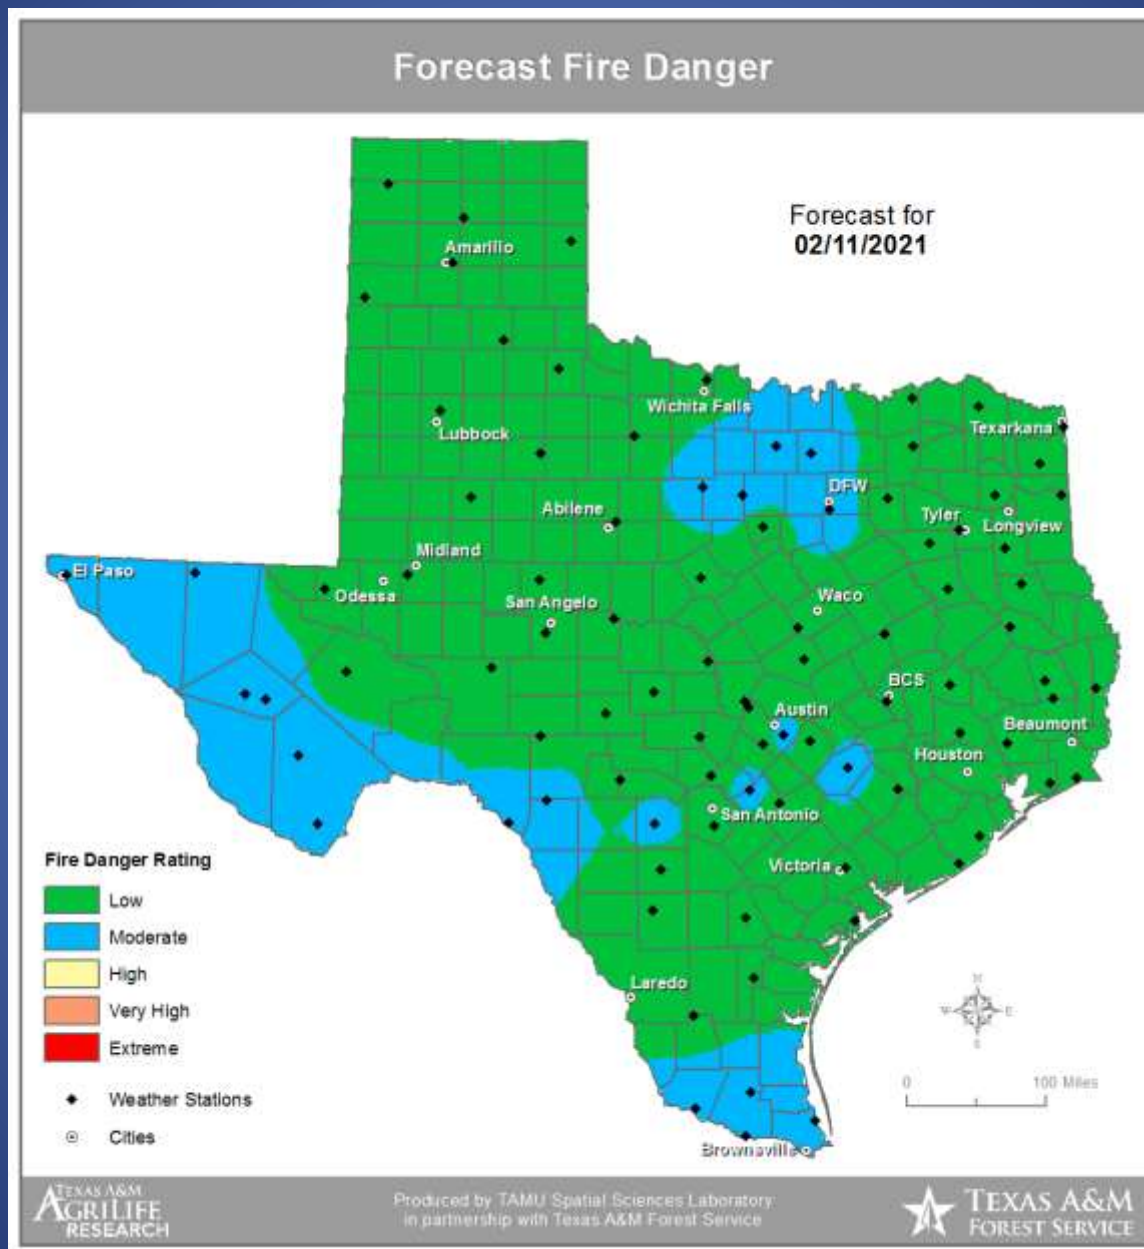 Forecast Fire Danger
Forecast for
02/11/2021
Amarillo
Wichita Falls
Lubbock
Texarkana
DFW
Abilene
Tyler
Longview
Midland
El Paso
Odessa
San Angelo
Waco
BCS
Austin
Beaumont
Houston
San Antonio
Victoria
Laredo
Brownsville
Fire Danger Rating
Low
Moderate
High
Very High
Extreme
Weather Stations
Cities
N
W E
S
0 100 Miles
TEXAS A&M
AGRILIFE
RESEARCH
Produced by TAMU Spatial Sciences Laboratory
in partnership with Texas A&M Forest Service
TEXAS A&M
FOREST SERVICE